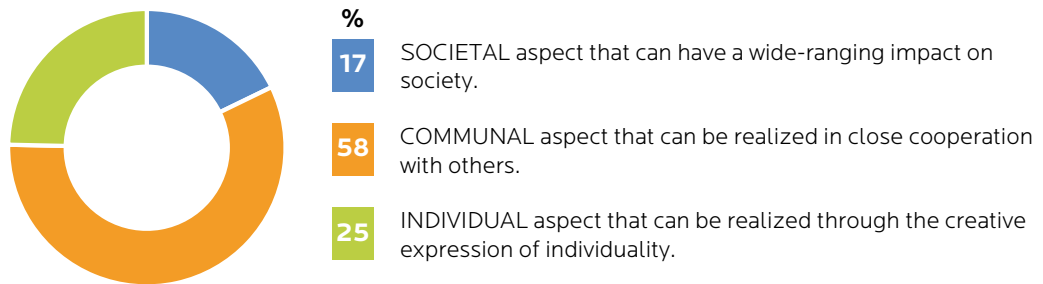 %
17
SOCIETAL aspect that can have a wide-ranging impact on
society.
58
COMMUNAL aspect that can be realized in close cooperation
with others.
25
INDIVIDUAL aspect that can be realized through the creative
expression of individuality.